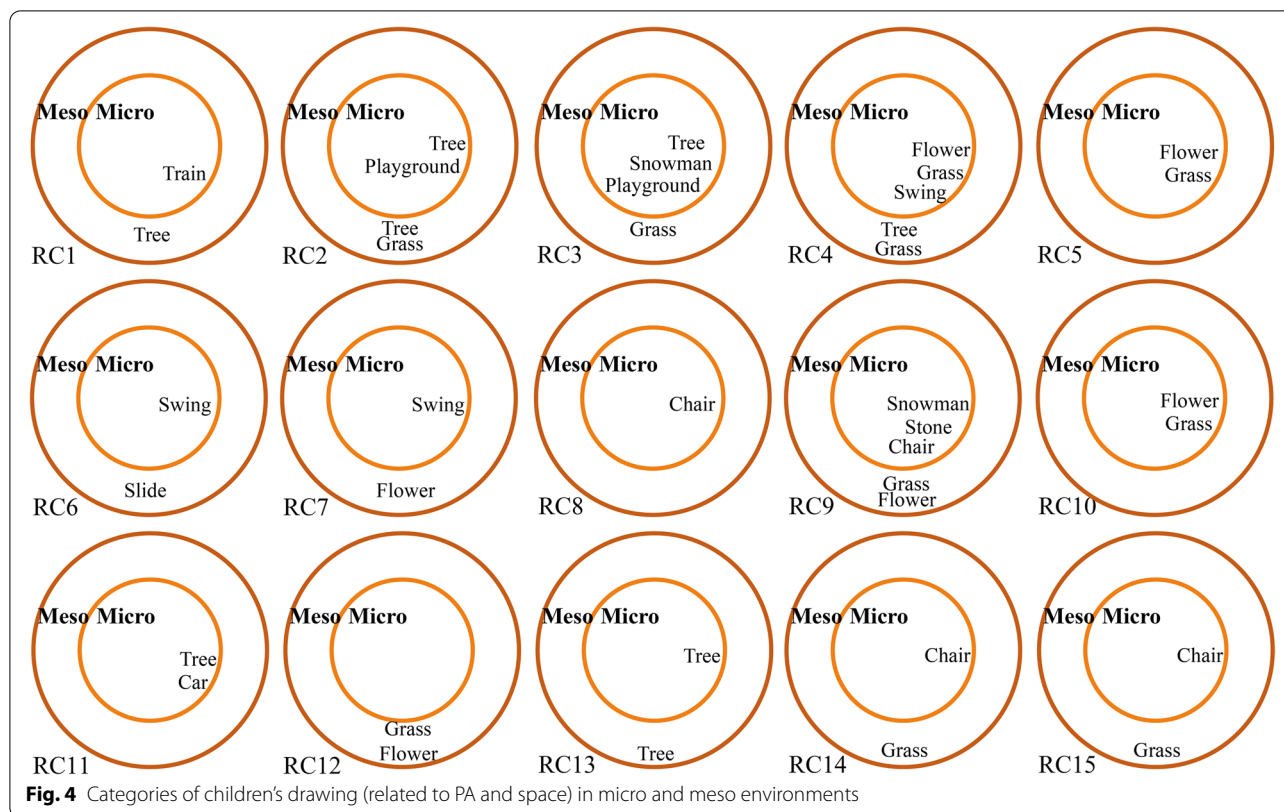 Meso Micro
Train
Tree
RC1
Meso Micro
Tree
Playground
Tree
Grass
RC2
Meso Micro
Tree
Snowman
Playground
Grass
RC3
Meso Micro
Flower
Grass
Swing
Tree
Grass
RC4
Meso Micro
Flower
Grass
RC5
Meso Micro
Swing
Slide
RC6
Meso Micro
Swing
Flower
RC7
Meso Micro
Chair
RC8
Meso Micro
Snowman
Stone
Chair
Grass
Flower
RC9
Meso Micro
Flower
Grass
RC10
Meso Micro
Tree
Car
RC11
Meso Micro
Grass
Flower
RC12
Meso Micro
Tree
Tree
RC13
Meso Micro
Chair
Grass
RC14
Meso Micro
Chair
Grass
RC15
Fig. 4 Categories of children's drawing (related to PA and space) in micro and meso environments